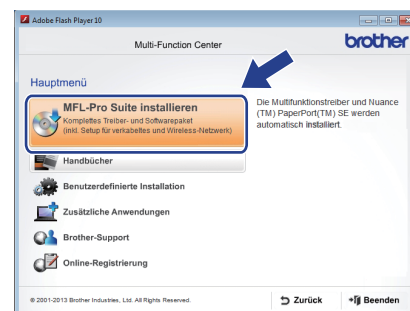 Adobe Flash Player 10
Multi-Function Center
brother
Hauptmenü
MFL-Pro Suite installieren
Komplettes Treiber- und Softwarepaket
(inkl. Setup für verkabeltes und Wireless-Netzwerk)
Die Multifunktionstreiber und Nuance
(TM) PaperPort(TM) SE werden
automatisch installiert.
Handbücher
Benutzerdefinierte Installation
Zusätzliche Anwendungen
Brother-Support
Online-Registrierung
© 2001-2013 Brother Industries, Ltd. All Rights Reserved.
Zurück
Beenden